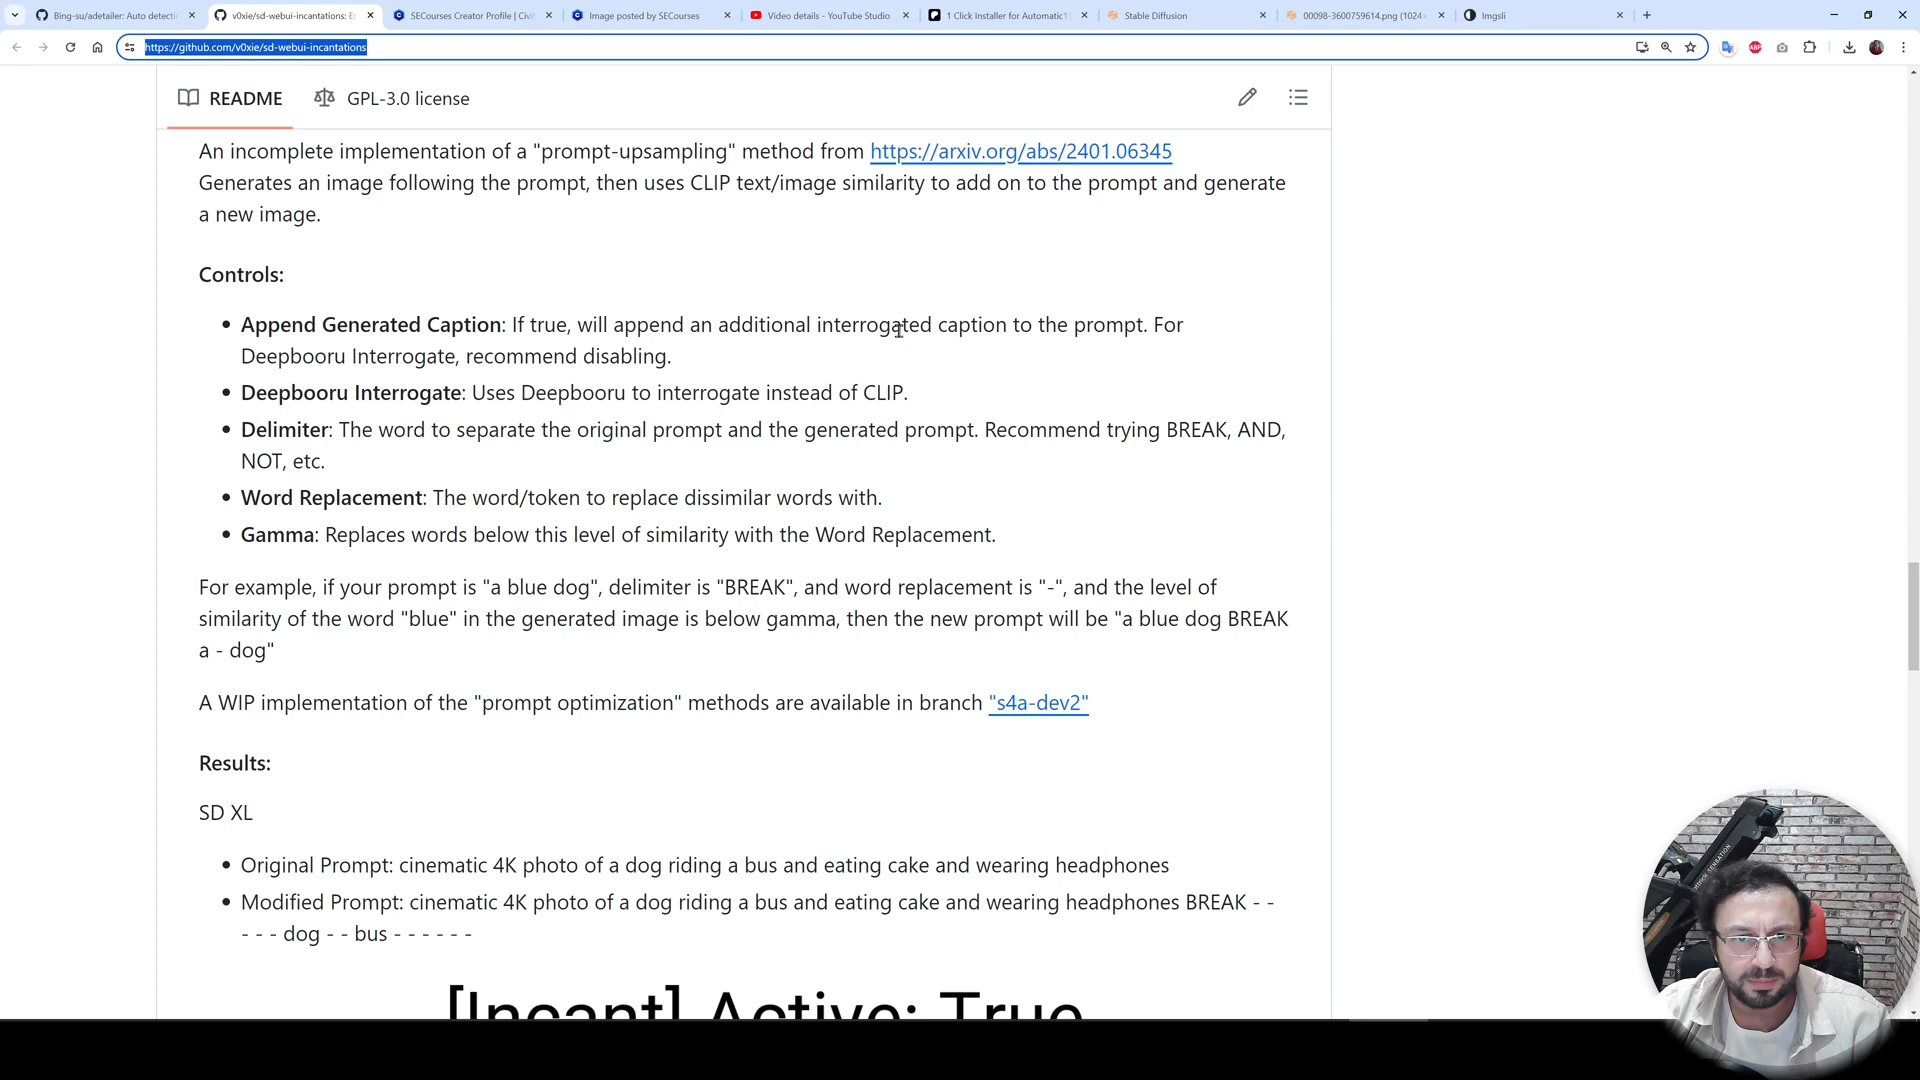 Bing-su/adetailer: Auto detectin
v0xie/sd-webui-incantations: En
SECourses Creator Profile | Civit
Image posted by SECourses
Video details - YouTube Studio
1 Click Installer for Automatic11
Stable Diffusion
00098-3600759614.png (1024×
Imgsli
https://github.com/v0xie/sd-webui-incantations
ABP
README
GPL-3.0 license
An incomplete implementation of a "prompt-upsampling" method from https://arxiv.org/abs/2401.06345
Generates an image following the prompt, then uses CLIP text/image similarity to add on to the prompt and generate
a new image.
Controls:
• Append Generated Caption: If true, will append an additional interrogated caption to the prompt. For
Deepbooru Interrogate, recommend disabling.
• Deepbooru Interrogate: Uses Deepbooru to interrogate instead of CLIP.
• Delimiter: The word to separate the original prompt and the generated prompt. Recommend trying BREAK, AND,
NOT, etc.
• Word Replacement: The word/token to replace dissimilar words with.
• Gamma: Replaces words below this level of similarity with the Word Replacement.
For example, if your prompt is "a blue dog", delimiter is "BREAK", and word replacement is "-", and the level of
similarity of the word "blue" in the generated image is below gamma, then the new prompt will be "a blue dog BREAK
a - dog"
A WIP implementation of the "prompt optimization" methods are available in branch "s4a-dev2"
Results:
SD XL
• Original Prompt: cinematic 4K photo of a dog riding a bus and eating cake and wearing headphones
• Modified Prompt: cinematic 4K photo of a dog riding a bus and eating cake and wearing headphones BREAK - -
- - - dog - - bus - - - - - -
[Incant] Active: True